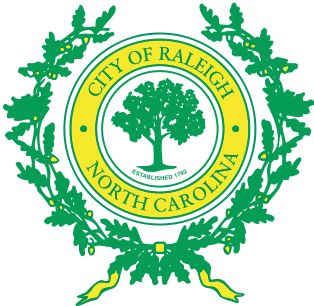 CITY OF RALEIGH
ESTABLISHED 1792
NORTH CAROLINA